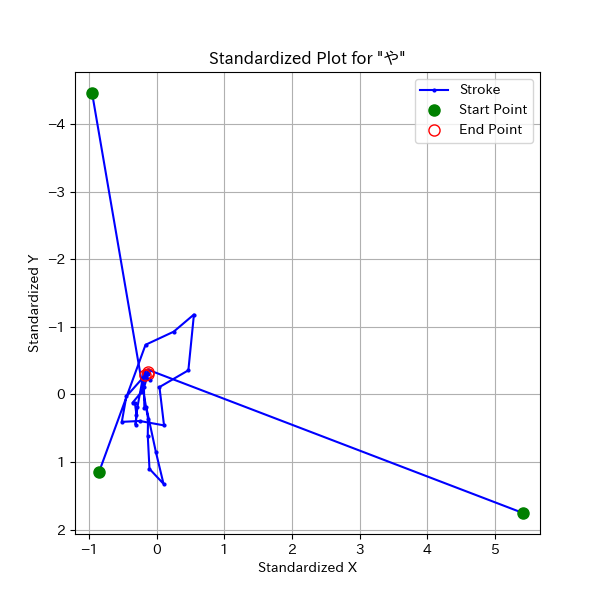 Standardized Plot for "や"
Stroke
Start Point
End Point
Standardized Y
−4
−3
−2
−1
0
1
2
−1 0 1 2 3 4 5
Standardized X